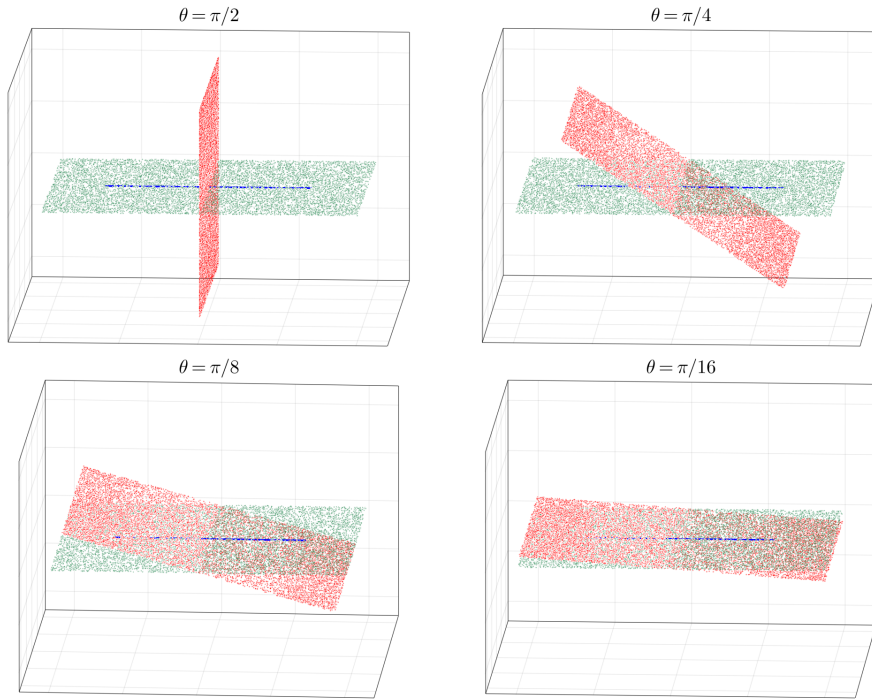 θ = π/2
θ = π/4
θ = π/8
θ = π/16